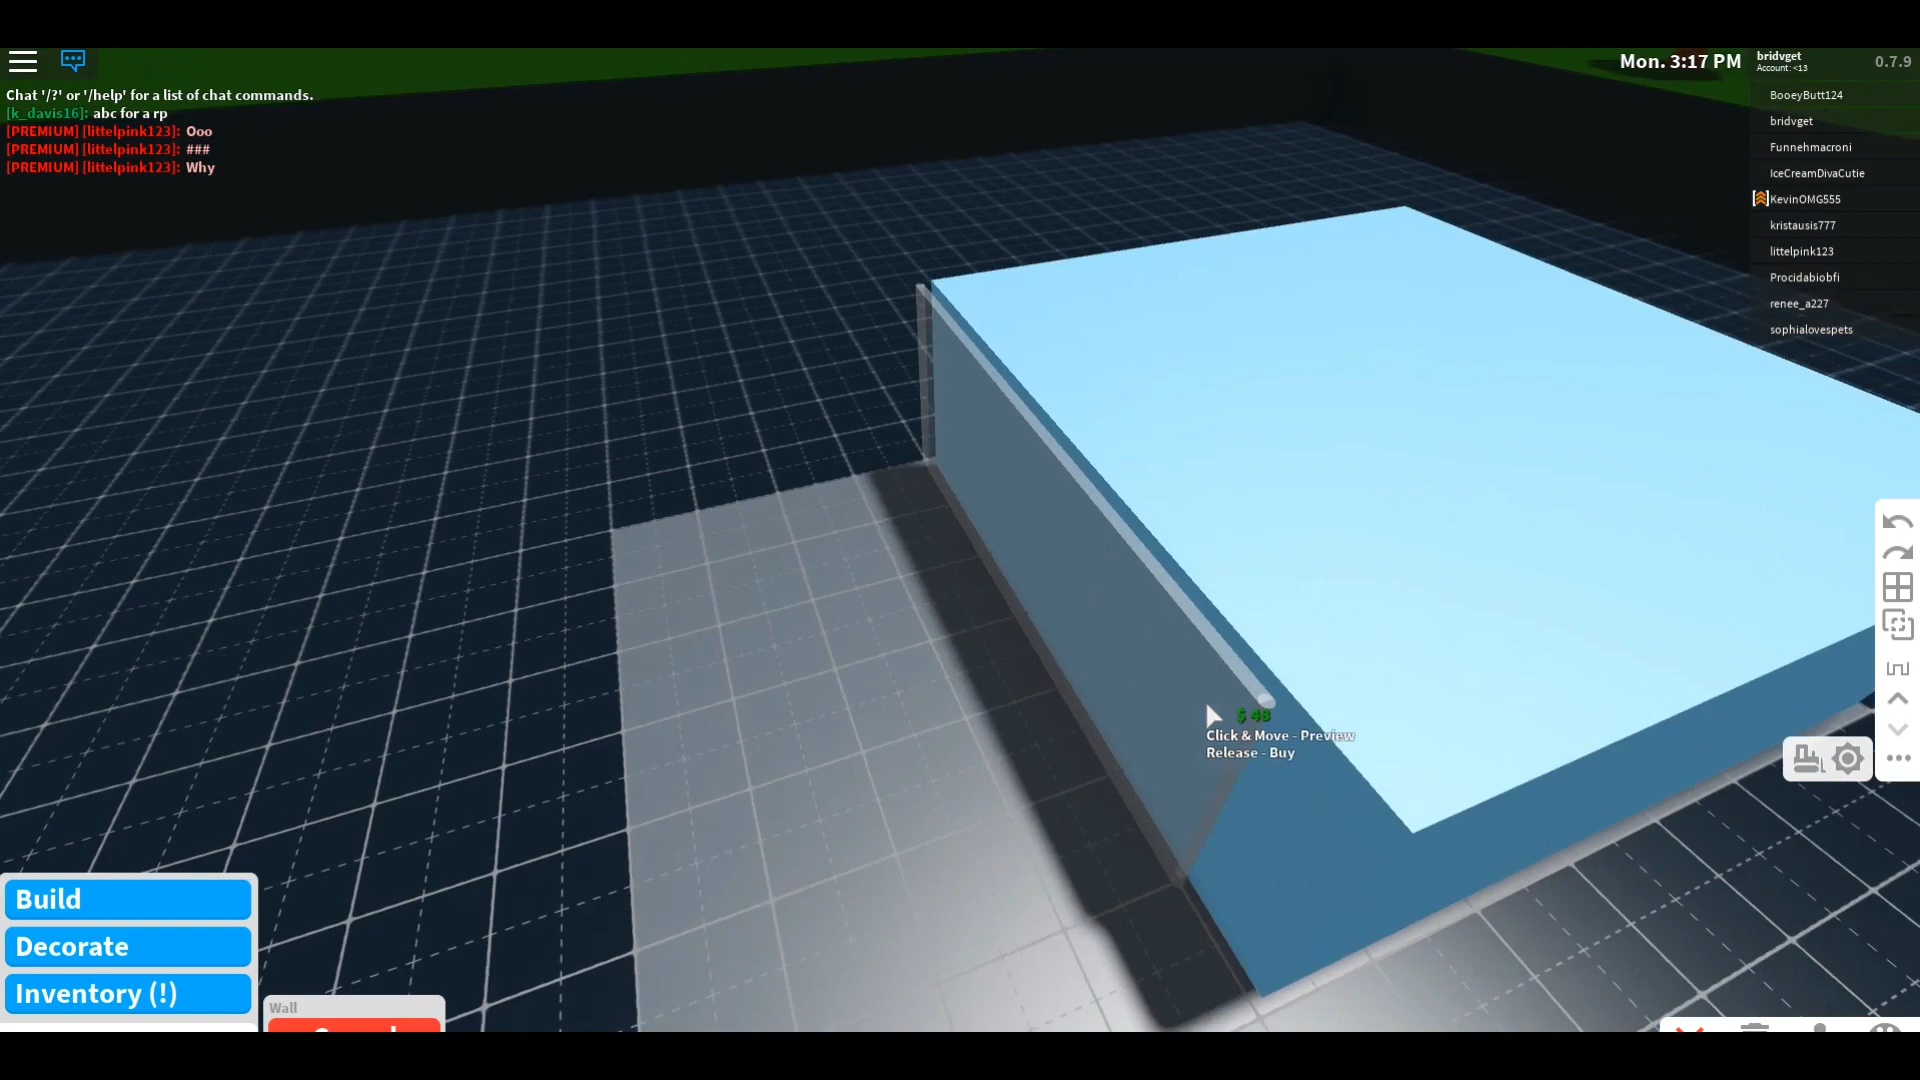 Mon. 3:17 PM
bridvget
Account: <13
0.7.9
Chat '/?' or '/help' for a list of chat commands.
[k_davis16]: abc for a rp
[PREMIUM] [littelpink123]: Ooo
[PREMIUM] [littelpink123]: ###
[PREMIUM] [littelpink123]: Why
BooeyButt124
bridvget
Funnehmacroni
IceCreamDivaCutie
KevinOMG555
kristausis777
littelpink123
Procidabiobfi
renee_a227
sophialovespets
$ 48
Click & Move - Preview
Release - Buy
Build
Decorate
Inventory (!)
Wall